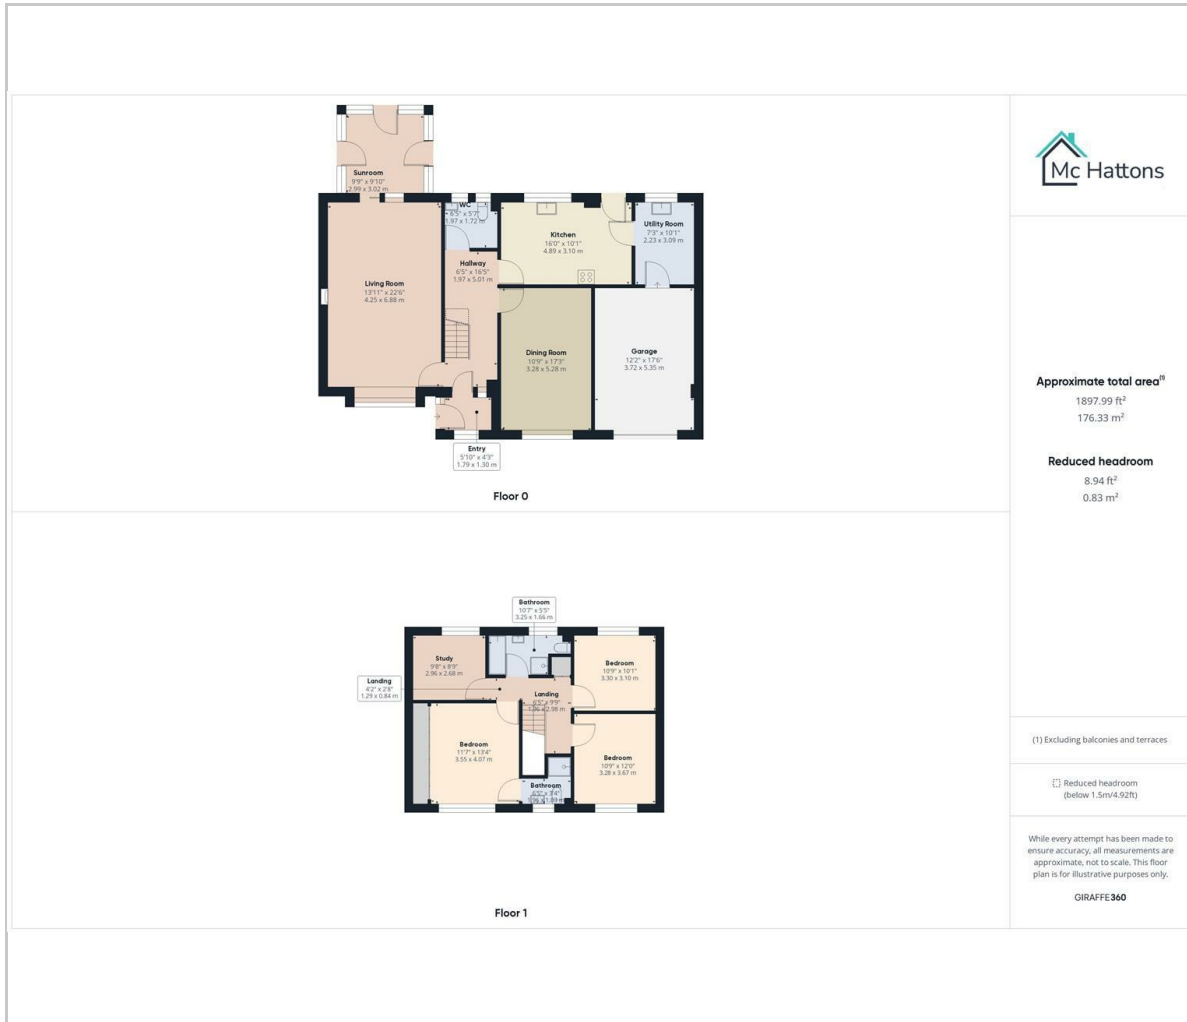 Sunroom
9'9" x 9'10"
2.99 x 3.02 m
WC
6'5" x 5'7"
1.97 x 1.72 m
Kitchen
16'0" x 10'1"
4.89 x 3.10 m
Utility Room
7'3" x 10'1"
2.23 x 3.09 m
Hallway
6'5" x 16'5"
1.97 x 5.01 m
Living Room
13'11" x 22'6"
4.25 x 6.88 m
Dining Room
10'9" x 17'3"
3.28 x 5.28 m
Garage
12'2" x 17'6"
3.72 x 5.35 m
Entry
5'10" x 4'3"
1.79 x 1.30 m
Floor 0
Bathroom
10'7" x 5'5"
3.25 x 1.66 m
Study
9'8" x 8'9"
2.96 x 2.68 m
Bedroom
10'9" x 10'1"
3.30 x 3.10 m
Landing
4'2" x 2'8"
1.29 x 0.84 m
Landing
6'5" x 9'9"
1.96 x 2.98 m
Bedroom
11'7" x 13'4"
3.55 x 4.07 m
Bedroom
10'9" x 12'0"
3.28 x 3.67 m
Bathroom
Floor 1
Mc Hattons
Approximate total area⁽¹⁾
1897.99 ft²
176.33 m²
Reduced headroom
8.94 ft²
0.83 m²
(1) Excluding balconies and terraces
Reduced headroom
(below 1.5m/4.92ft)
While every attempt has been made to
ensure accuracy, all measurements are
approximate, not to scale. This floor
plan is for illustrative purposes only.
GIRAFFE360